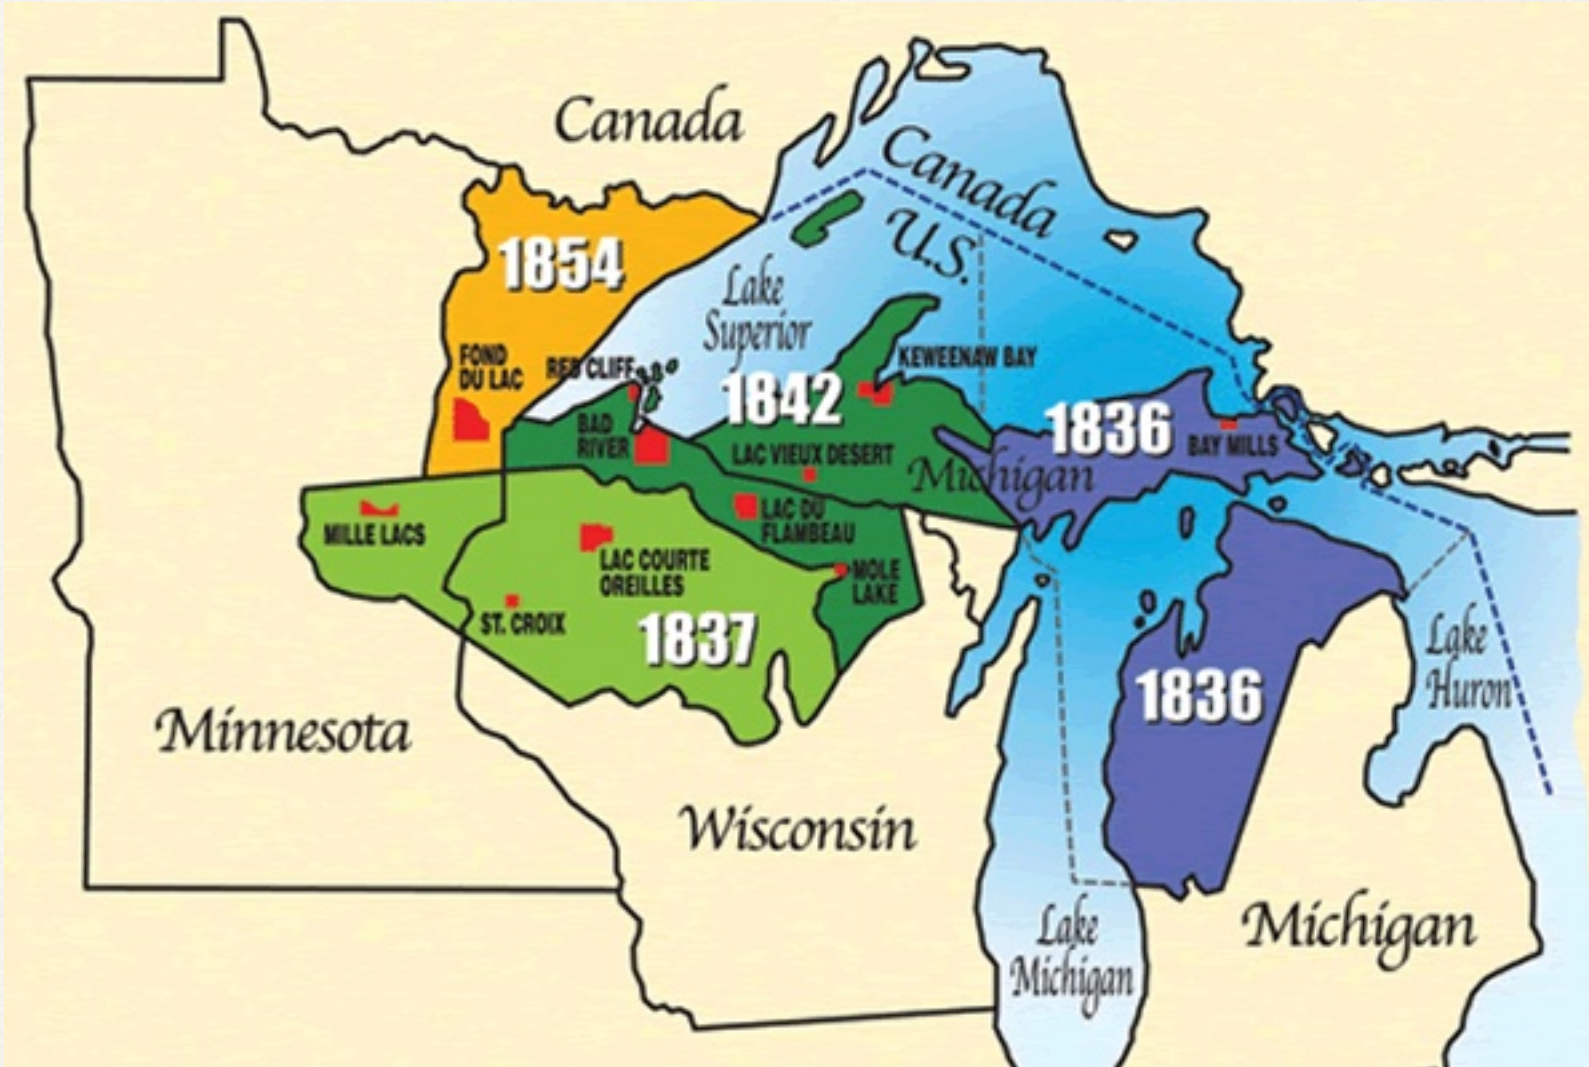 Canada
Canada
U.S.
1854
Lake
Superior
FOND
DU LAC
RED CLIFF
KEWEENAW BAY
1842
1836
BAD
RIVER
LAC VIEUX DESERT
BAY MILLS
Michigan
MILLE LACS
LAC DU
FLAMBEAU
LAC COURTE
OREILLES
MOLE
LAKE
ST. CROIX
1837
Lake
Huron
1836
Minnesota
Wisconsin
Lake
Michigan
Michigan